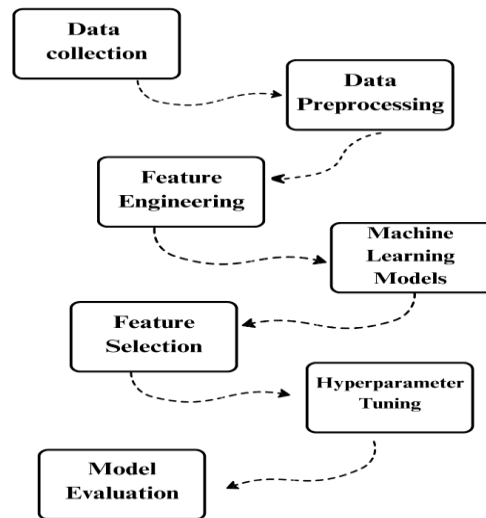 Data
collection
Data
Preprocessing
Feature
Engineering
Machine
Learning
Models
Feature
Selection
Hyperparameter
Tuning
Model
Evaluation